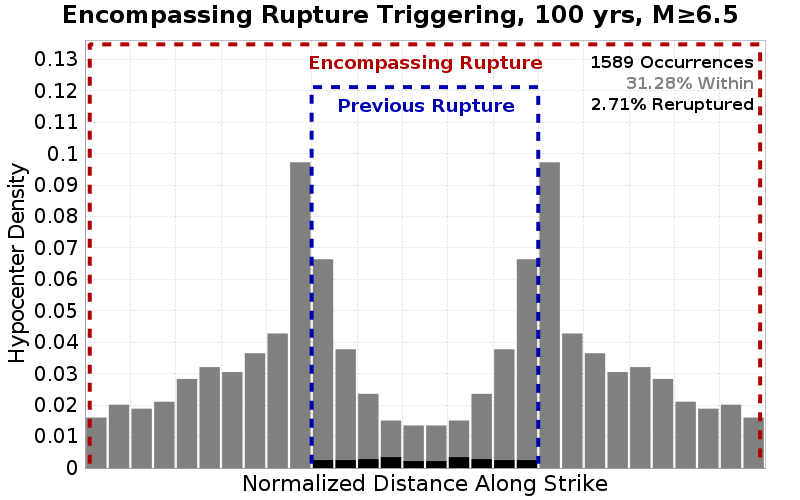 Encompassing Rupture Triggering, 100 yrs, M≥6.5
Encompassing Rupture
Previous Rupture
1589 Occurrences
31.28% Within
2.71% Reruptured
Hypocenter Density
0.13
0.12
0.11
0.1
0.09
0.08
0.07
0.06
0.05
0.04
0.03
0.02
0.01
0
Normalized Distance Along Strike